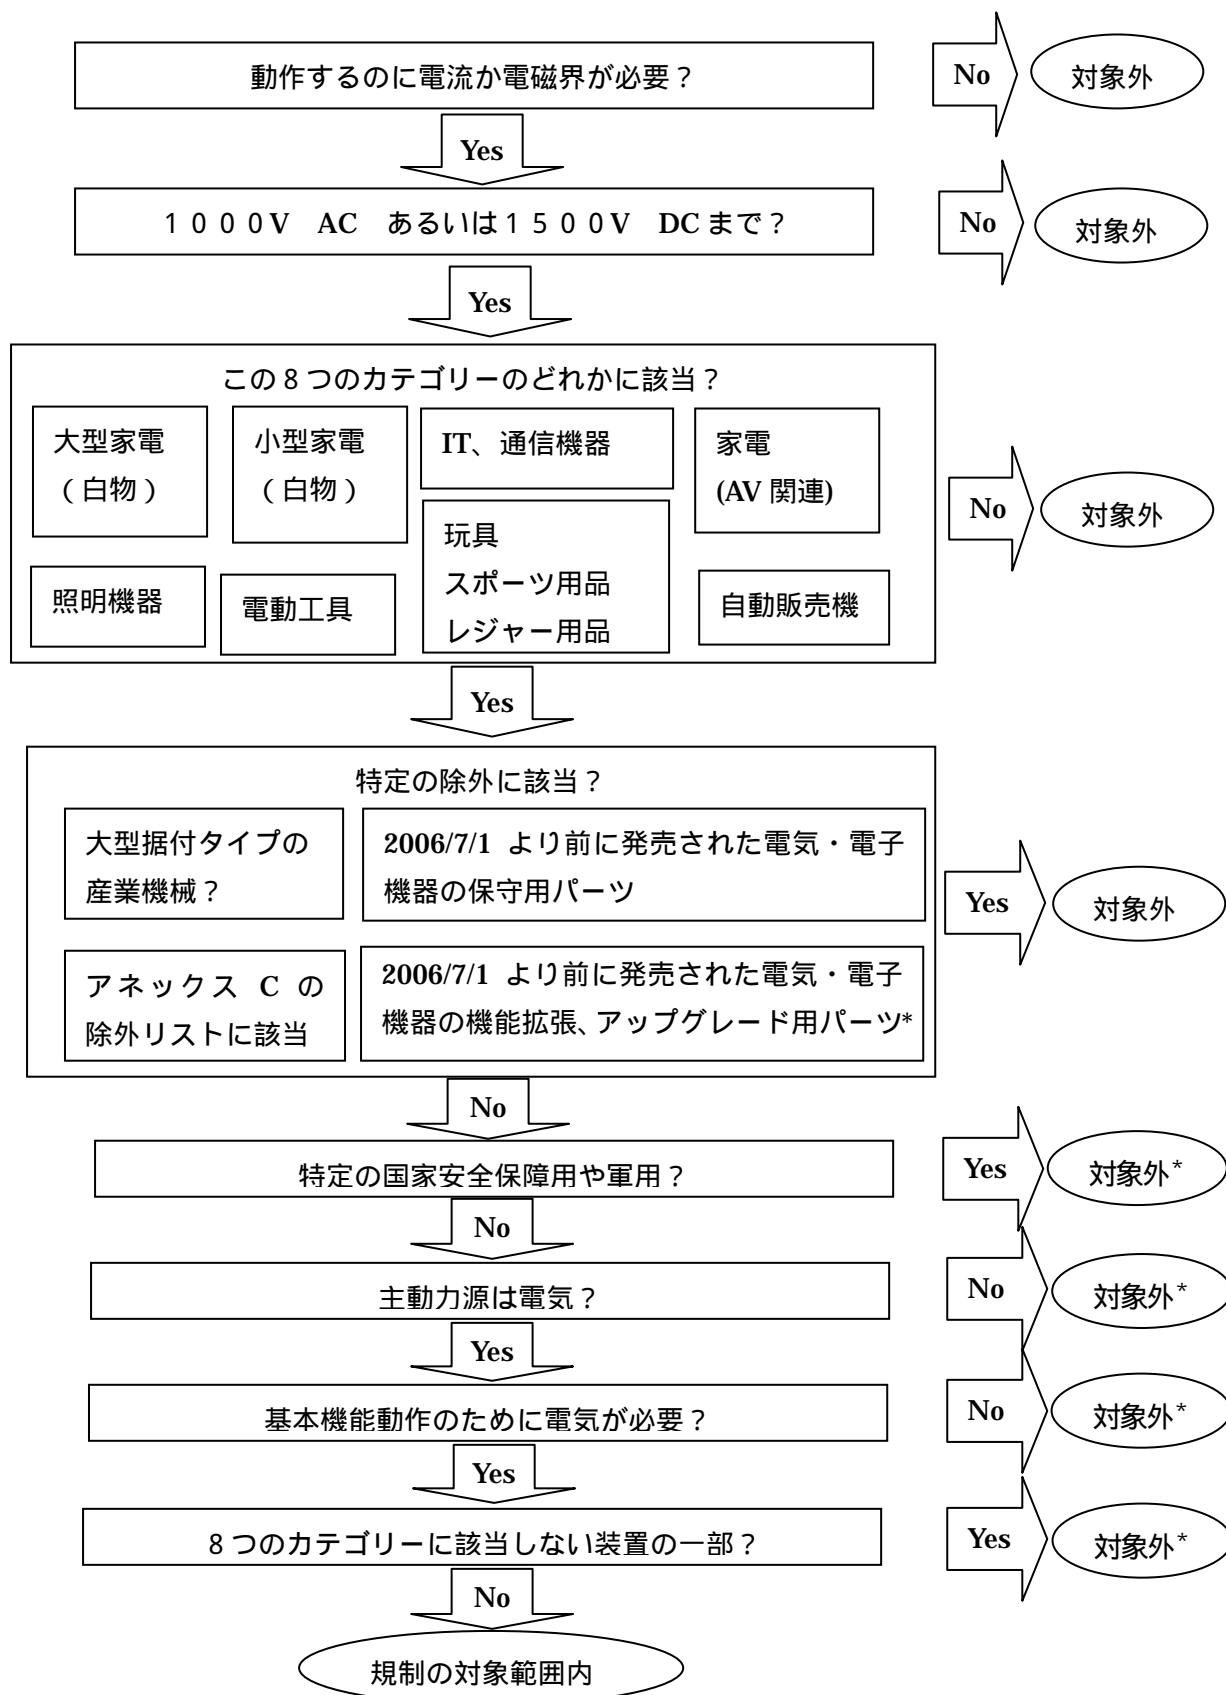 動作するのに電流か電磁界が必要？
No
対象外
Yes
１０００V　AC　あるいは１５００V　DC まで？
No
対象外
Yes
この８つのカテゴリーのどれかに該当？
大型家電
（白物）
小型家電
（白物）
IT、通信機器
家電
(AV 関連)
玩具
スポーツ用品
レジャー用品
照明機器
電動工具
自動販売機
No
対象外
Yes
特定の除外に該当？
大型据付タイプの
産業機械？
2006/7/1 より前に発売された電気・電子
機器の保守用パーツ
アネックス C の
除外リストに該当
2006/7/1 より前に発売された電気・電子
機器の機能拡張、アップグレード用パーツ*
Yes
対象外
No
特定の国家安全保障用や軍用？
Yes
対象外*
No
主動力源は電気？
No
対象外*
Yes
基本機能動作のために電気が必要？
No
対象外*
Yes
８つのカテゴリーに該当しない装置の一部？
Yes
対象外*
No
規制の対象範囲内